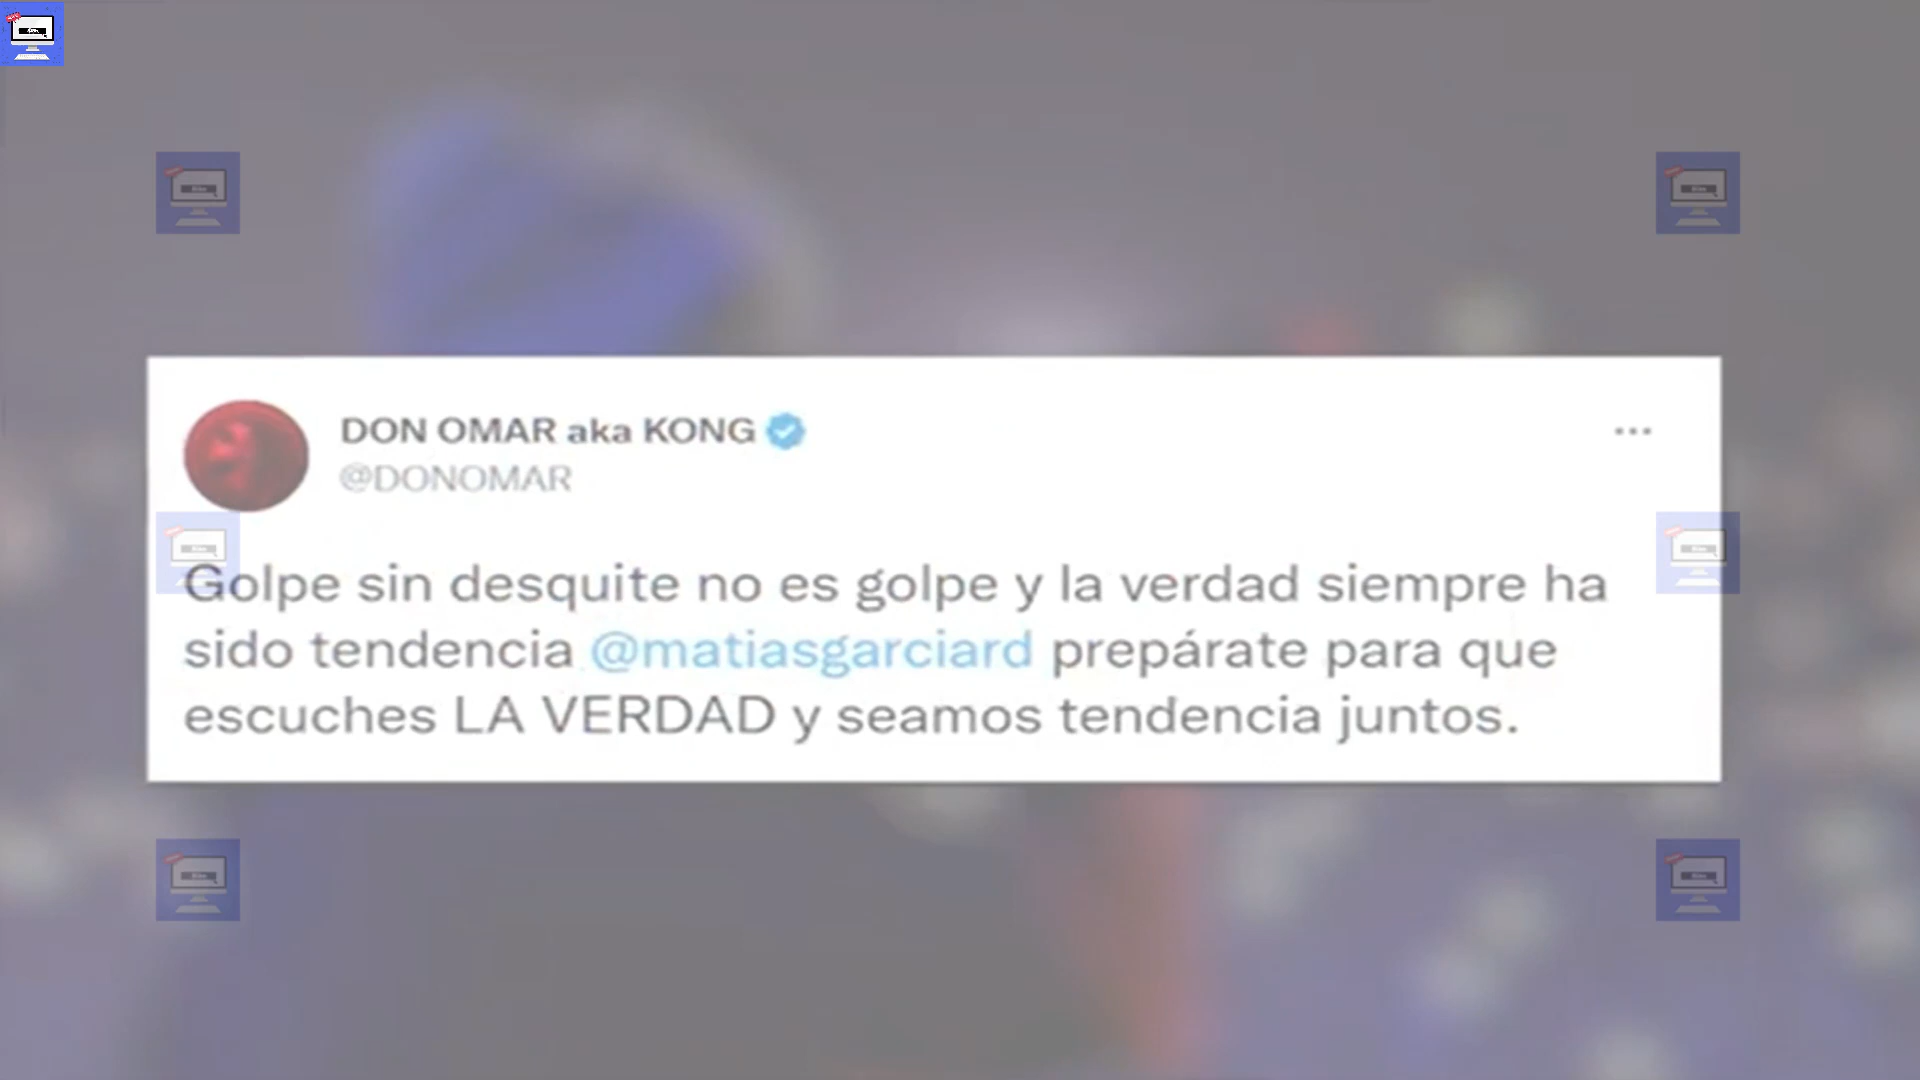 DON OMAR aka KONG
@DONOMAR
Golpe sin desquite no es golpe y la verdad siempre ha
sido tendencia @matiasgarciard prepárate para que
escuches LA VERDAD y seamos tendencia juntos.